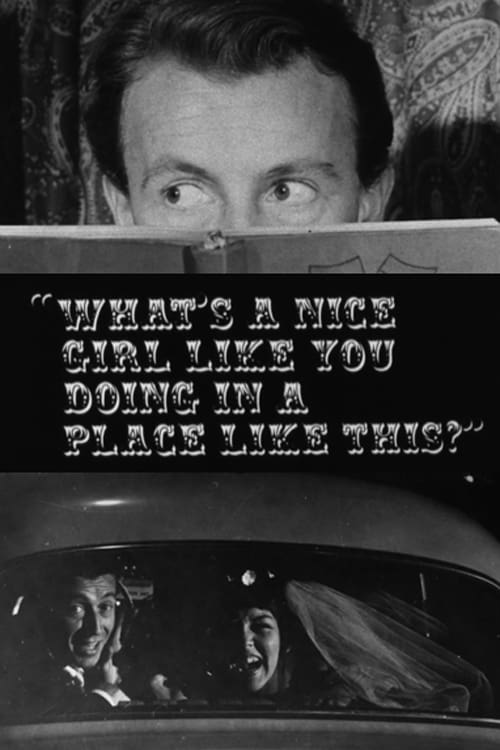 “WHAT'S A NICE
GIRL LIKE YOU
DOING IN A
PLACE LIKE THIS?”